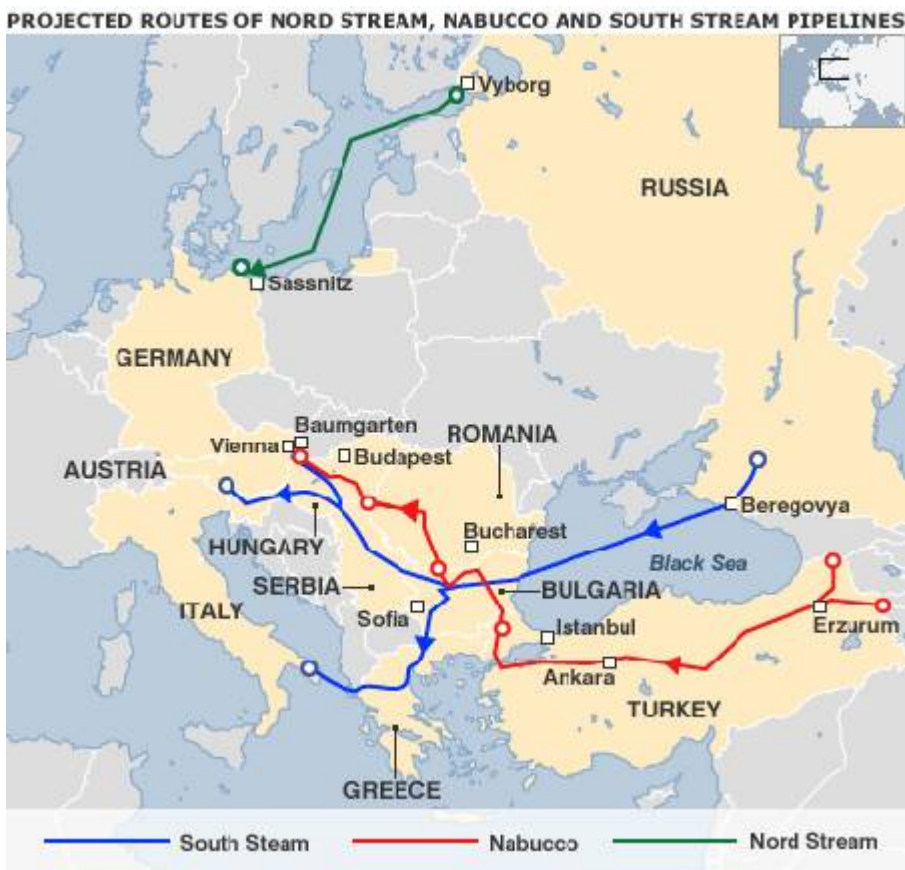 PROJECTED ROUTES OF NORD STREAM, NABUCCO AND SOUTH STREAM PIPELINES
Vyborg
RUSSIA
Sassnitz
GERMANY
Baumgarten
Vienna
ROMANIA
Budapest
AUSTRIA
Beregovya
Bucharest
HUNGARY
Black Sea
SERBIA
BULGARIA
ITALY
Sofia
Istanbul
Erzurum
Ankara
TURKEY
GREECE
South Steam
Nabucco
Nord Stream